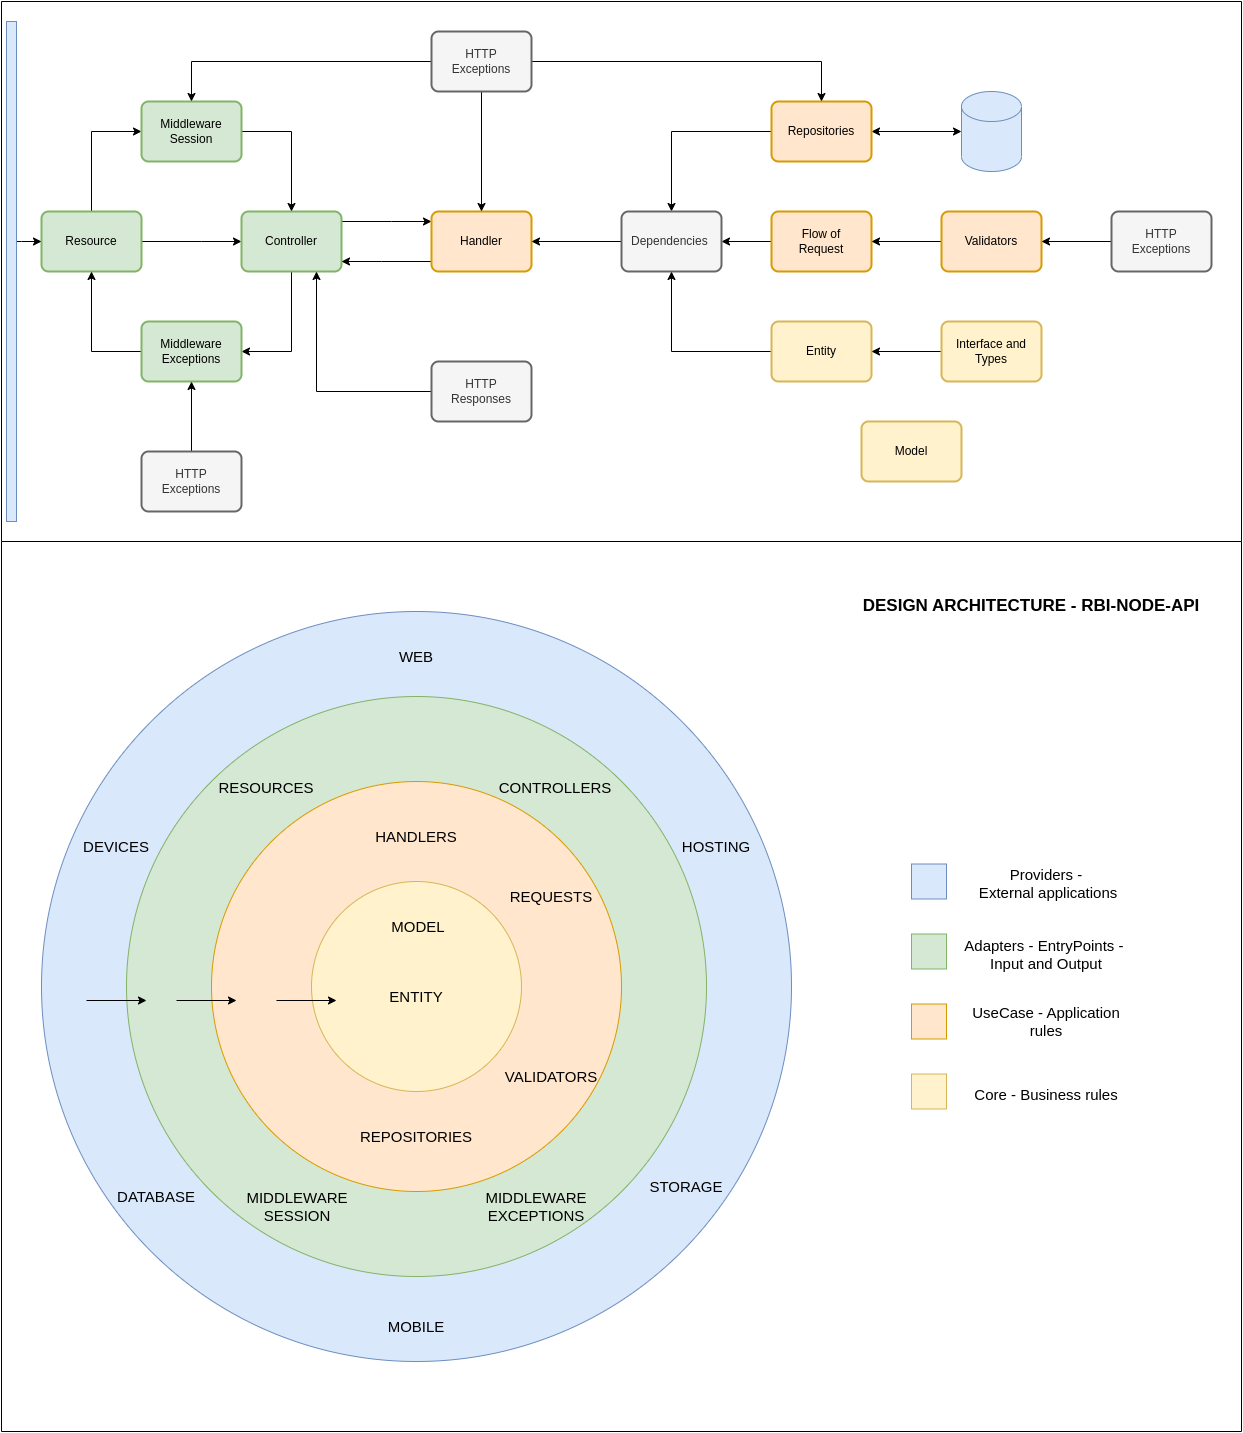 HTTP
Exceptions
Middleware
Session
Repositories
Resource
Controller
Handler
Dependencies
Flow of
Request
Validators
HTTP
Exceptions
Middleware
Exceptions
Entity
Interface and
Types
HTTP
Responses
Model
HTTP
Exceptions
DESIGN ARCHITECTURE - RBI-NODE-API
WEB
RESOURCES
CONTROLLERS
HANDLERS
DEVICES
HOSTING
REQUESTS
MODEL
ENTITY
VALIDATORS
REPOSITORIES
DATABASE
MIDDLEWARE
SESSION
MIDDLEWARE
EXCEPTIONS
STORAGE
MOBILE
Providers -
External applications
Adapters - EntryPoints -
Input and Output
UseCase - Application
rules
Core - Business rules